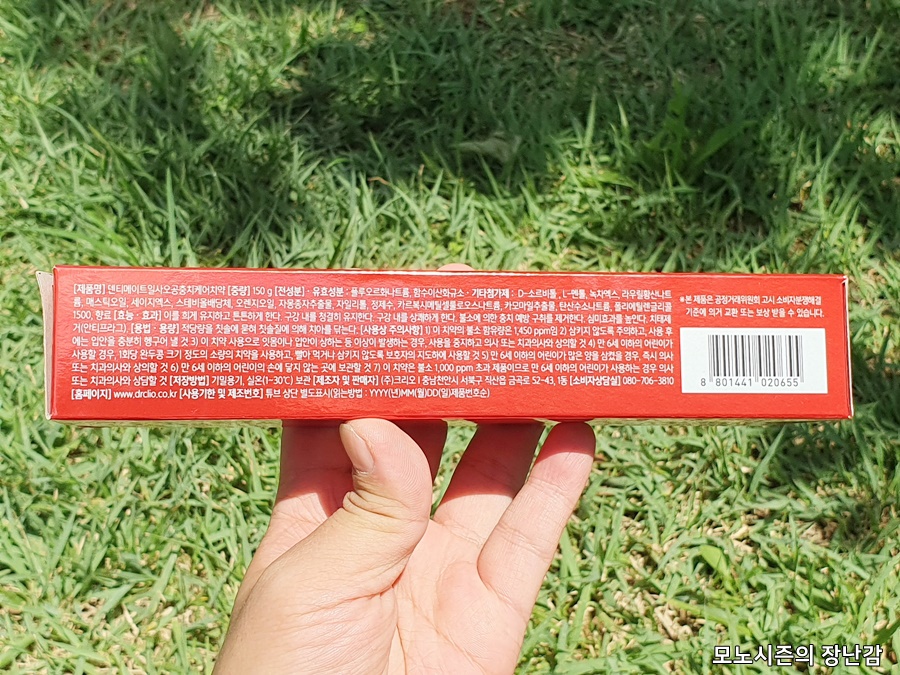 [제품명] 덴티메이트일사오공충치케어치약 [중량] 150 g [전성분] · 유효성분 · 플루오르화나트륨, 함수이산화규소 · 기타첨가제 : D-소르비톨, L-멘톨, 녹차엑스, 라우릴황산나트
륨, 매스틱오일, 세이지엑스, 스테비올배당체, 오렌지오일, 자몽종자추출물, 자일리톨, 정제수, 카르복시메틸셀룰로오스나트륨, 카모마일추출물, 탄산수소나트륨, 폴리에틸렌글리콜
1500, 향료 [효능 · 효과] 이를 희게 유지하고 튼튼하게 한다. 구강 내를 청결히 유지한다. 구강 내를 상쾌하게 한다. 불소에 의한 충치 예방 구취를 제거한다. 심미효과를 높인다. 치태제
거(안티프라그). [용법 · 용량] 적당량을 칫솔에 묻혀 칫솔질에 의해 치아를 닦는다. [사용상 주의사항] 1) 이 치약의 불소 함유량은 1,450 ppm임 2) 삼키지 않도록 주의하고, 사용 후
에는 입안을 충분히 헹구어 낼 것 3) 이 치약 사용으로 잇몸이나 입안이 상하는 등 이상이 발생하는 경우, 사용을 중지하고 의사 또는 치과의사와 상의할 것 4) 만 6세 이하의 어린이가
사용할 경우, 1회당 완두콩 크기 정도의 소량의 치약을 사용하고, 빨아 먹거나 삼키지 않도록 보호자의 지도하에 사용할 것 5) 만 6세 이하의 어린이가 많은 양을 삼켰을 경우, 즉시 의사
또는 치과의사와 상의할 것 6) 만 6세 이하의 어린이의 손에 닿지 않는 곳에 보관할 것 7) 이 치약은 불소 1,000 ppm 초과 제품이므로 만 6세 이하의 어린이가 사용하는 경우 의사
또는 치과의사와 상담할 것 [저장방법] 기밀용기, 실온(1-30℃) 보관 [제조자 및 판매자] (주)크리오 | 충남천안시 서북구 직산읍 금곡로 52-43, 1동 [소비자상담실] 080-706-3810
[홈페이지] www.drclio.co.kr [사용기한 및 제조번호] 튜브 상단 별도표시(읽는방법 : YYYY(년)MM(월)DD(일)제품번호순)
※본 제품은 공정거래위원회 고시 소비자분쟁해결
기준에 의거 교환 또는 보상 받을 수 있습니다.
8 801441 020655
모노시즌의 장난감